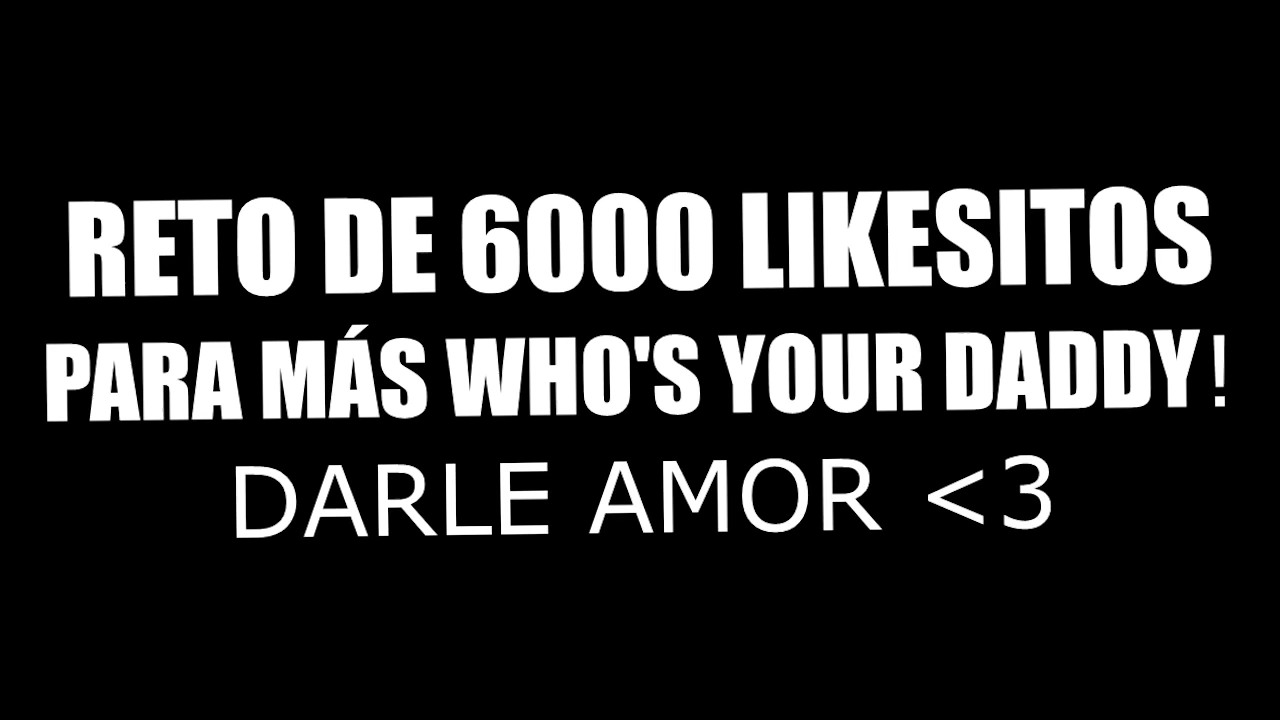 RETO DE 6000 LIKESITOS
PARA MÁS WHO'S YOUR DADDY!
DARLE AMOR <3